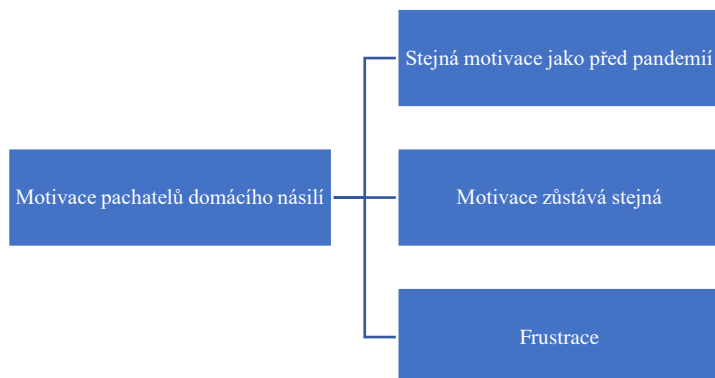 Stejná motivace jako před pandemií
Motivace pachatelů domácího násilí
Motivace zůstává stejná
Frustrace